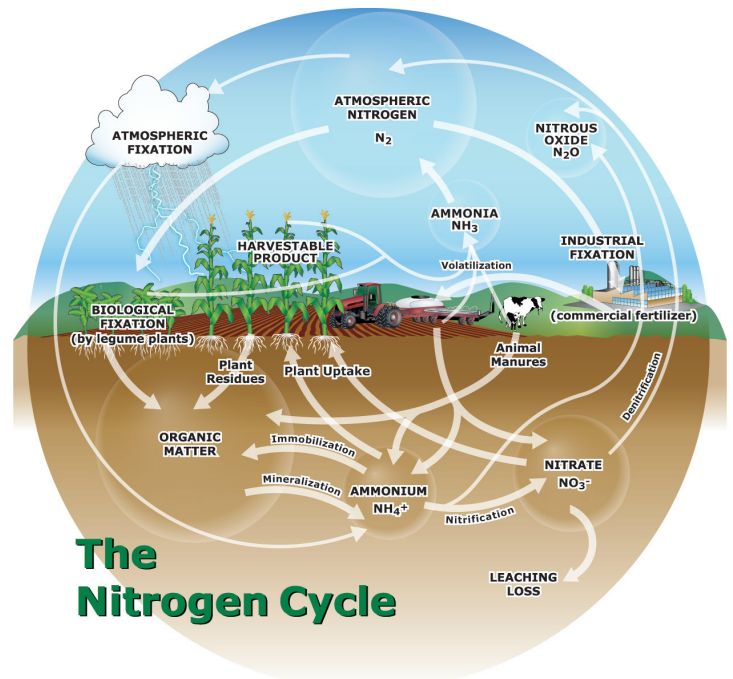 ATMOSPHERIC
NITROGEN
N₂
ATMOSPHERIC
FIXATION
NITROUS
OXIDE
N₂O
AMMONIA
NH₃
HARVESTABLE
PRODUCT
INDUSTRIAL
FIXATION
Volatilization
BIOLOGICAL
FIXATION
(by legume plants)
(commercial fertilizer)
Plant
Residues
Plant Uptake
Animal
Manures
Denitrification
ORGANIC
MATTER
Immobilization
Mineralization
AMMONIUM
NH₄⁺
Nitrification
NITRATE
NO₃⁻
LEACHING
LOSS
The
Nitrogen Cycle